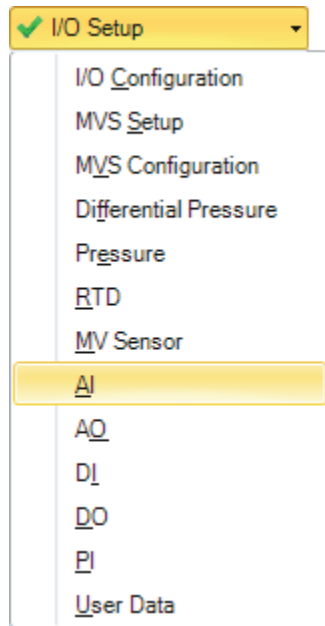 I/O Setup
I/O Configuration
MVS Setup
MVS Configuration
Differential Pressure
Pressure
RTD
MV Sensor
AI
AO
DI
DO
PI
User Data